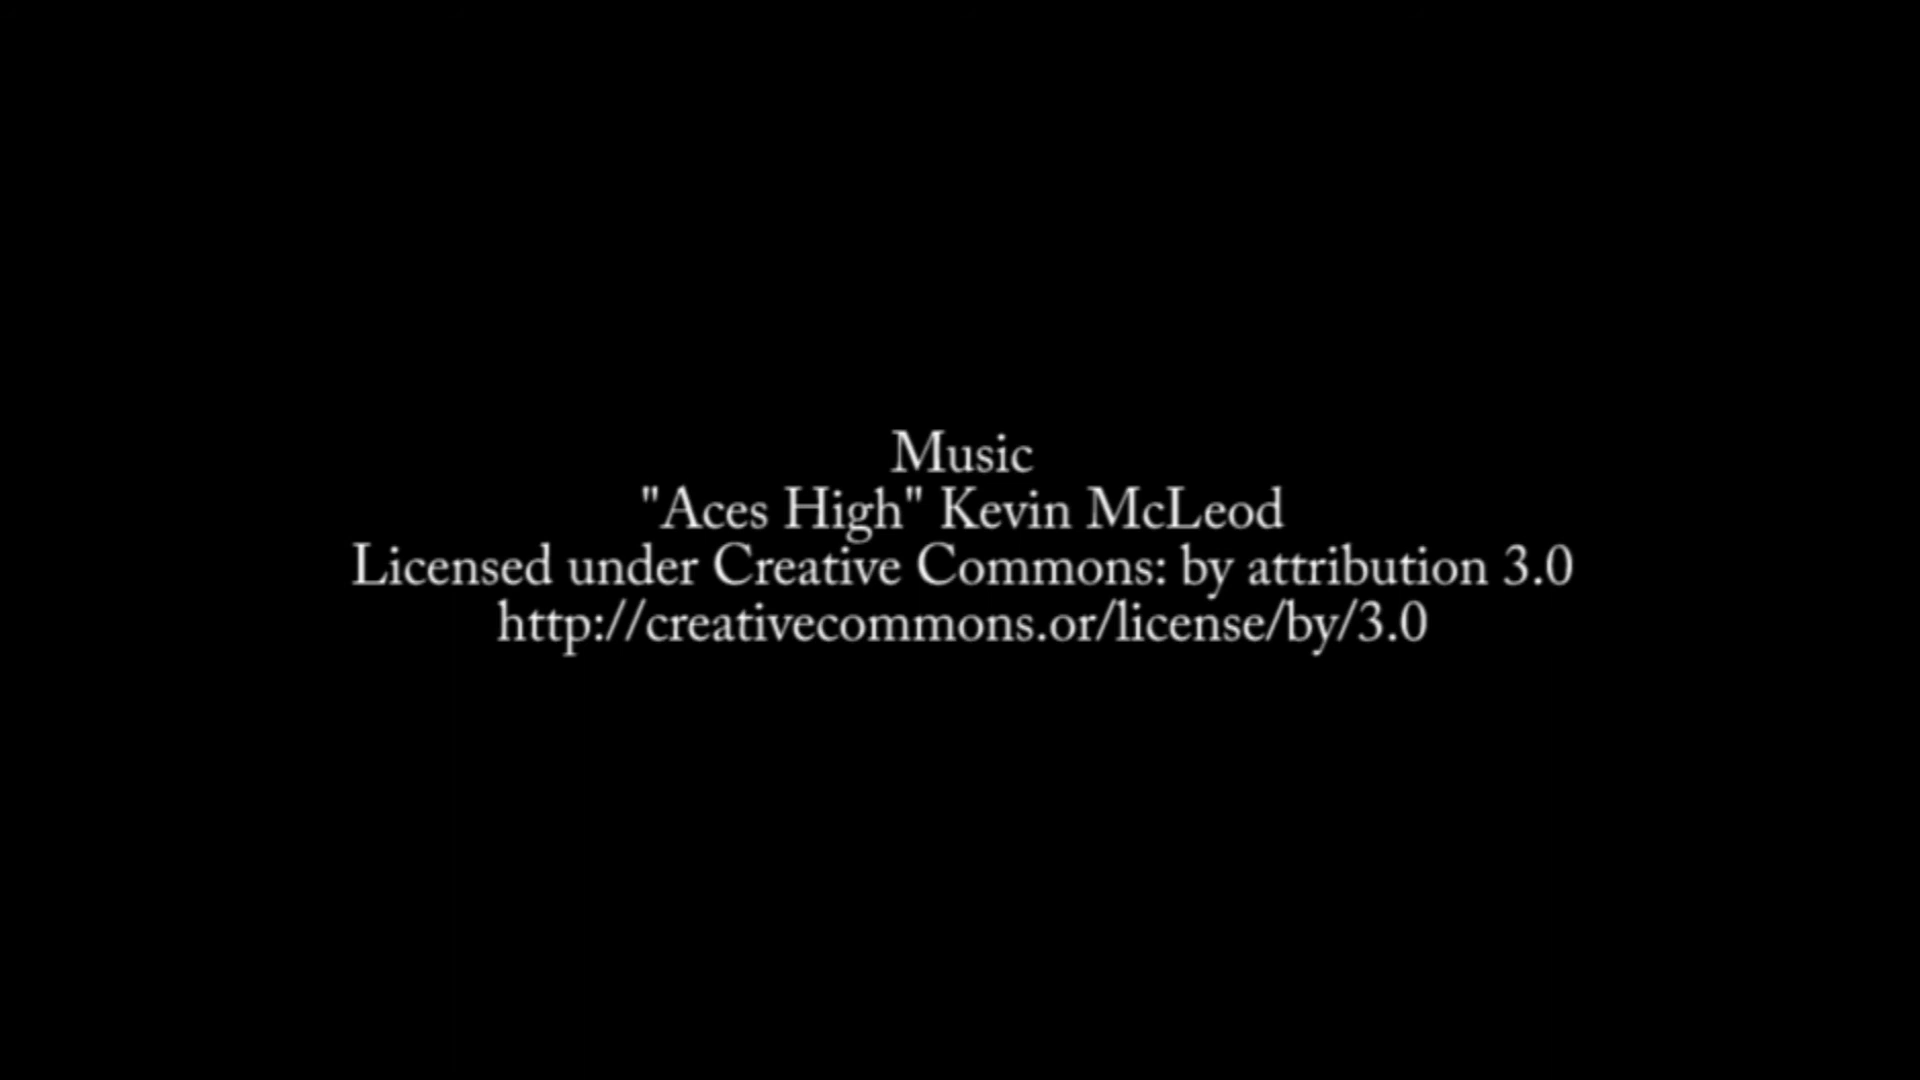 Music
"Aces High" Kevin McLeod
Licensed under Creative Commons: by attribution 3.0
http://creativecommons.or/license/by/3.0